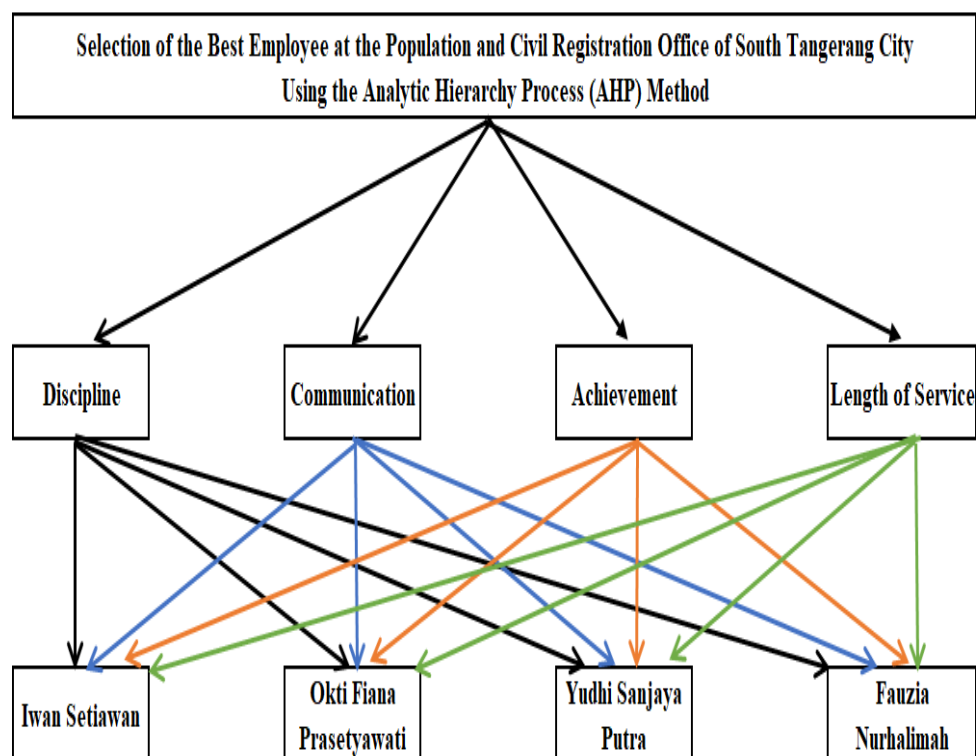 Selection of the Best Employee at the Population and Civil Registration Office of South Tangerang City
Using the Analytic Hierarchy Process (AHP) Method
Discipline
Communication
Achievement
Length of Service
Iwan Setiawan
Okti Fiana
Prasetyawati
Yudhi Sanjaya
Putra
Fauzia
Nurhalimah